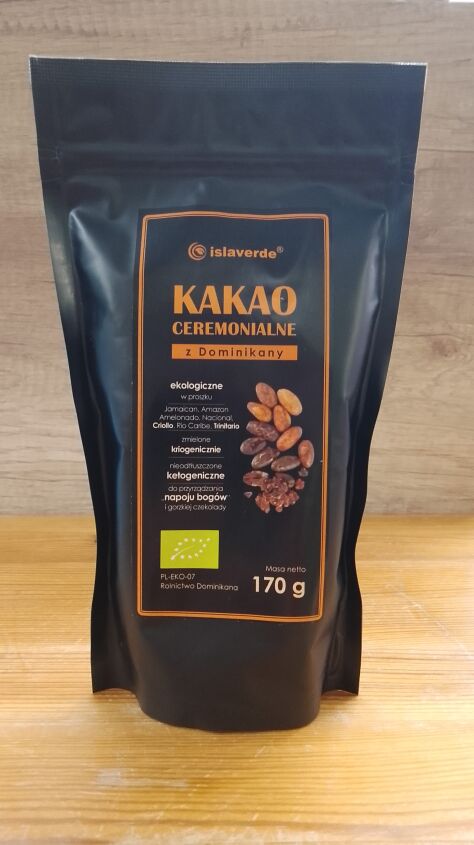 islaverde®
KAKAO
CEREMONIALNE
z Dominikany
ekologiczne
w proszku
Jamaican, Amazon
Amelonado, Nacional,
Criollo, Rio Caribe, Trinitario
zmielone
kriogenicznie
nieodtłuszczone
ketogeniczne
do przyrządzania
„napoju bogów”
i gorzkiej czekolady
PL-EKO-07
Rolnictwo Dominikana
Masa netto
170 g